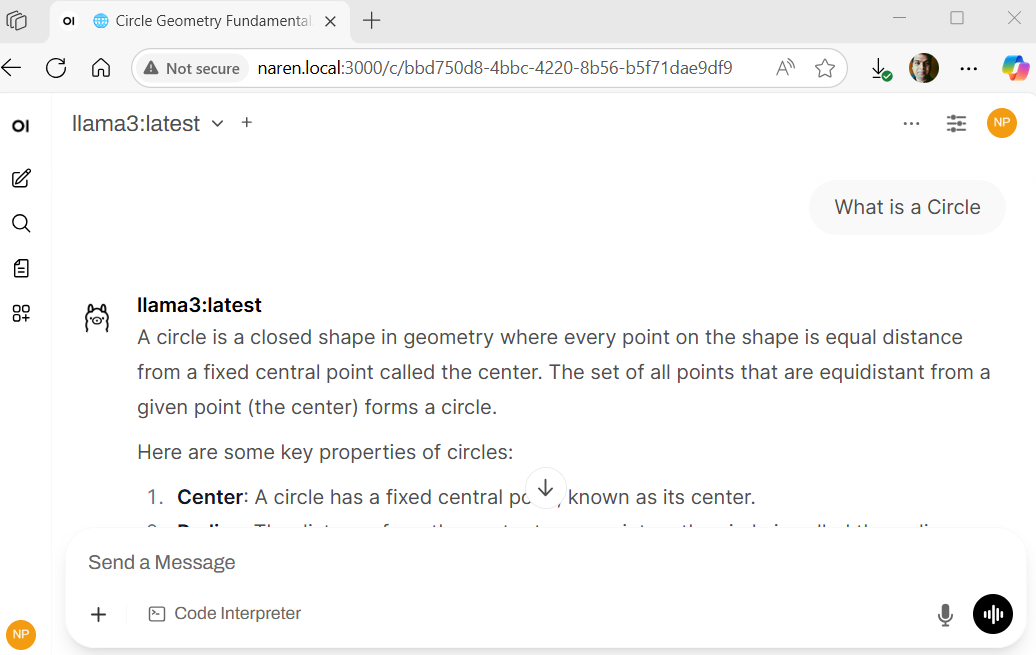 OI Circle Geometry Fundamental
Not secure naren.local:3000/c/bbd750d8-4bbc-4220-8b56-b5f71dae9df9
OI llama3:latest NP
What is a Circle
llama3:latest
A circle is a closed shape in geometry where every point on the shape is equal distance
from a fixed central point called the center. The set of all points that are equidistant from a
given point (the center) forms a circle.
Here are some key properties of circles:
1. Center: A circle has a fixed central po , known as its center.
Send a Message
Code Interpreter
NP